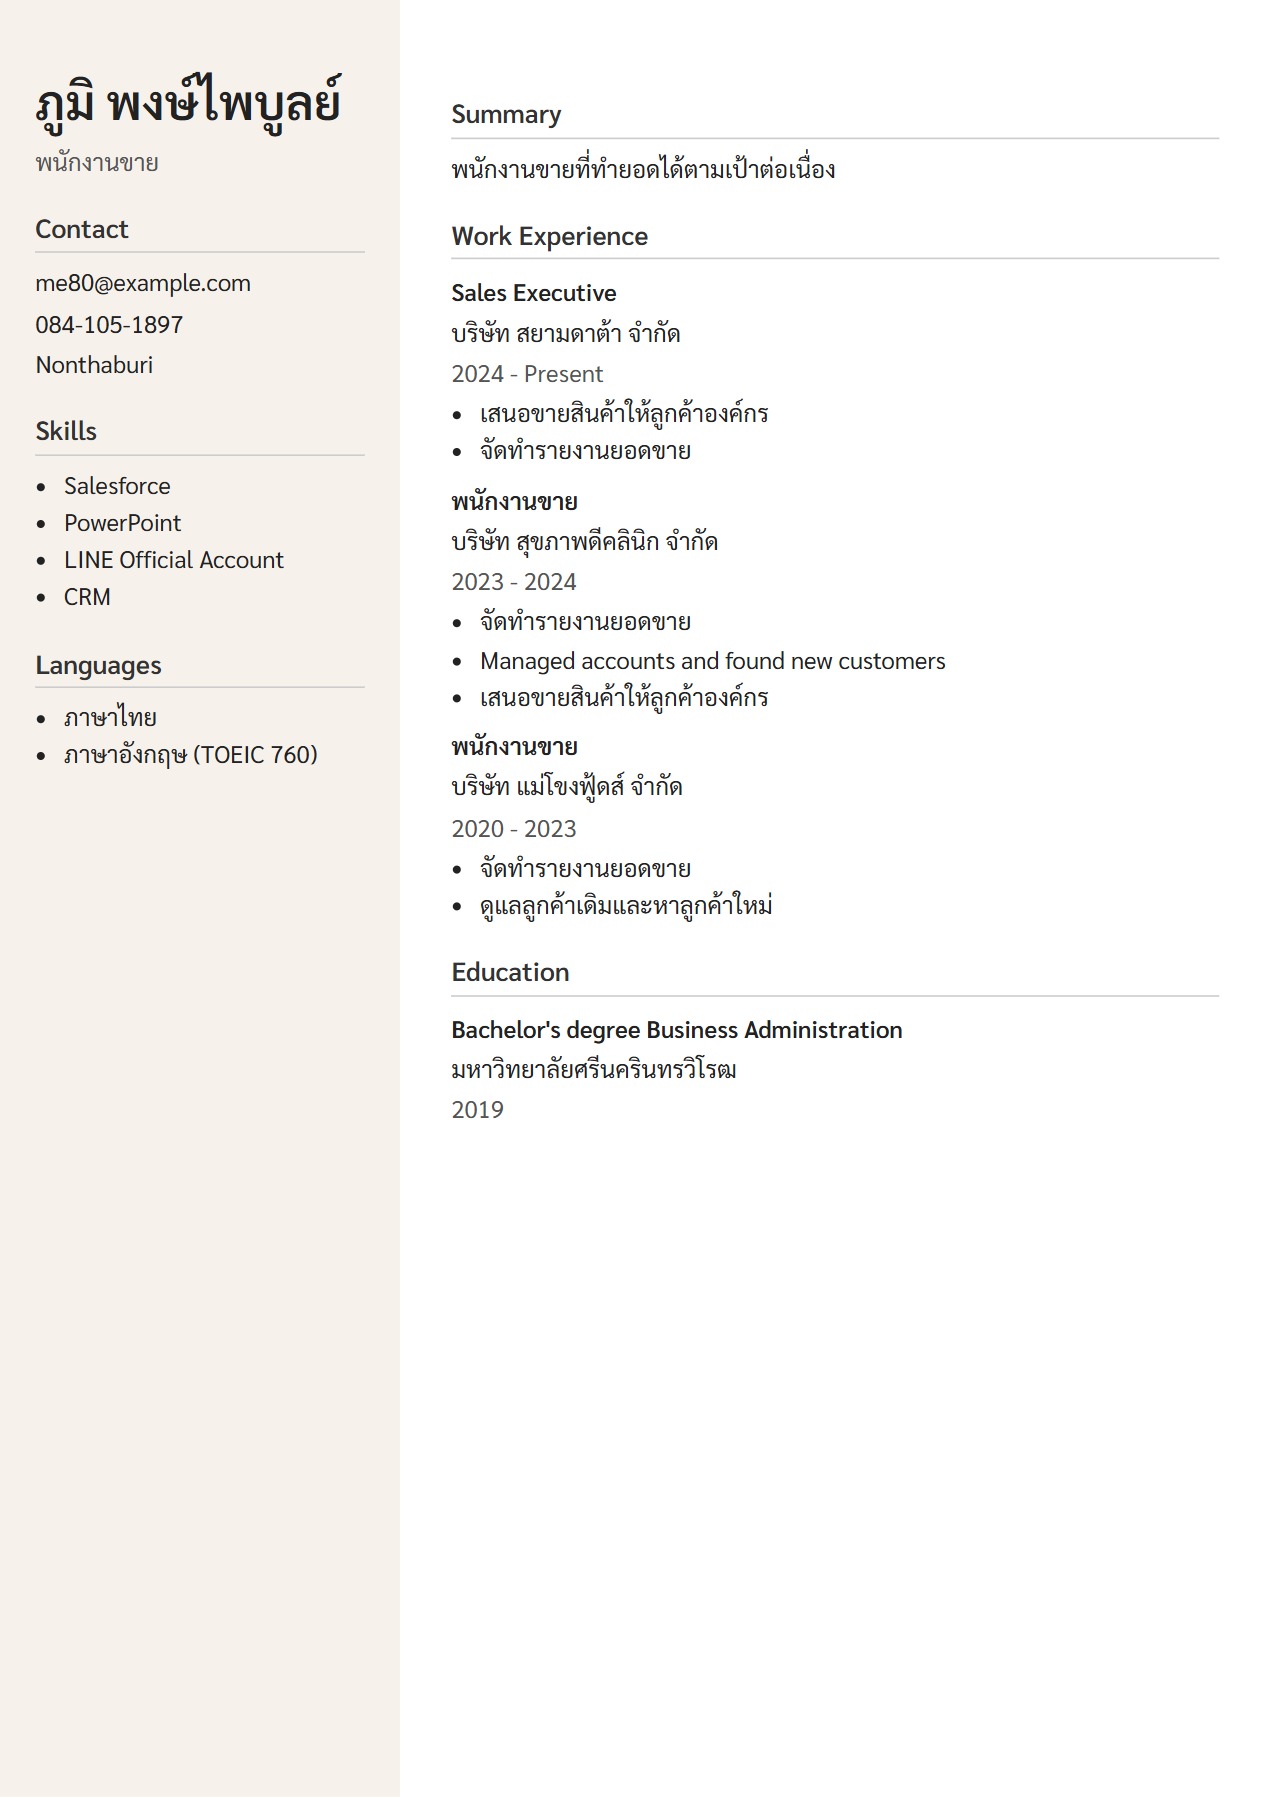 ภูมิ พงษ์ไพบูลย์
พนักงานขาย
Contact
me80@example.com
084-105-1897
Nonthaburi
Skills
• Salesforce
• PowerPoint
• LINE Official Account
• CRM
Languages
• ภาษาไทย
• ภาษาอังกฤษ (TOEIC 760)
Summary
พนักงานขายที่ทำยอดได้ตามเป้าต่อเนื่อง
Work Experience
Sales Executive
บริษัท สยามดาต้า จำกัด
2024 - Present
• เสนอขายสินค้าให้ลูกค้าองค์กร
• จัดทำรายงานยอดขาย
พนักงานขาย
บริษัท สุขภาพดีคลินิก จำกัด
2023 - 2024
• จัดทำรายงานยอดขาย
• Managed accounts and found new customers
• เสนอขายสินค้าให้ลูกค้าองค์กร
พนักงานขาย
บริษัท แม่โขงฟู้ดส์ จำกัด
2020 - 2023
• จัดทำรายงานยอดขาย
• ดูแลลูกค้าเดิมและหาลูกค้าใหม่
Education
Bachelor's degree Business Administration
มหาวิทยาลัยศรีนครินทรวิโรฒ
2019